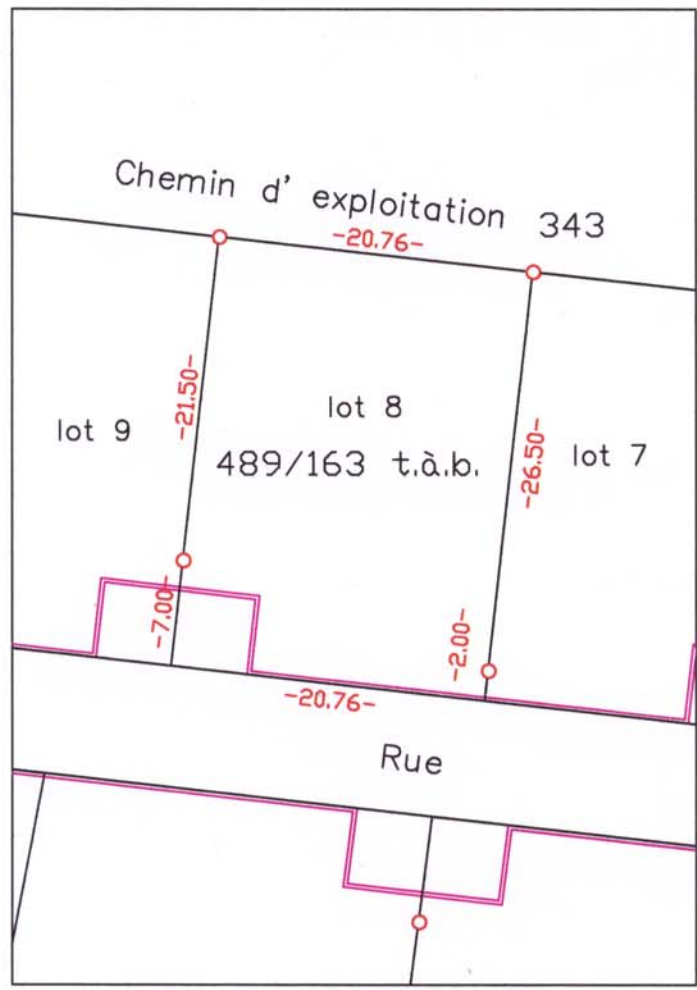 Chemin d' exploitation 343
-20.76-
-21.50-
lot 8
lot 9
489/163 t.à.b.
lot 7
-26.50-
-7.00-
-2.00-
-20.76-
Rue